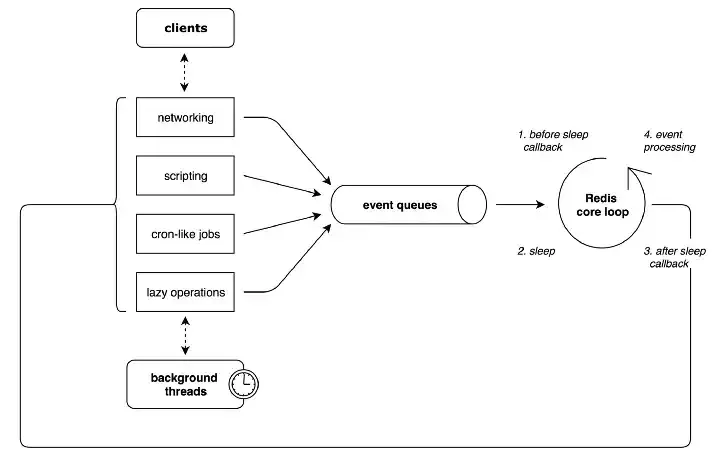 clients
networking
scripting
cron-like jobs
lazy operations
background
threads
event queues
1. before sleep
callback
4. event
processing
Redis
core loop
2. sleep
3. after sleep
callback